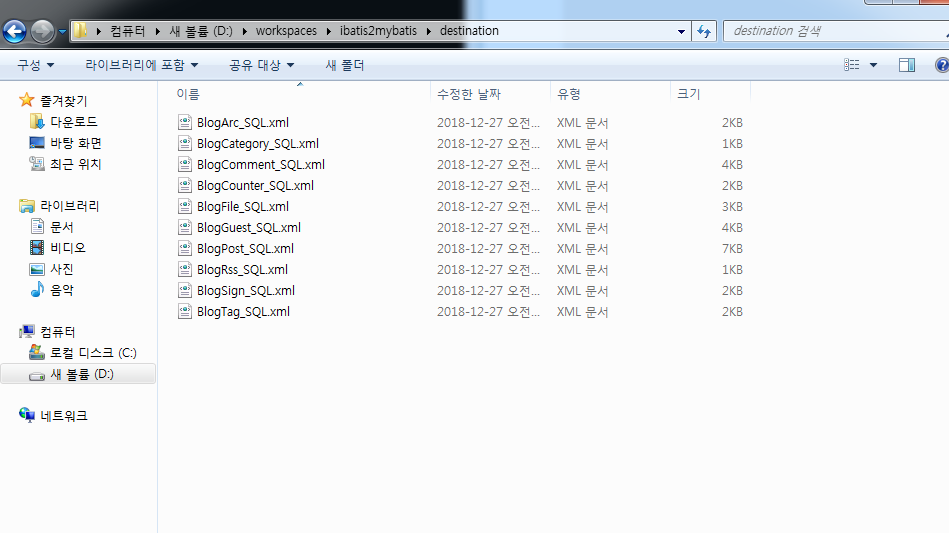 컴퓨터 새 볼륨 (D:) workspaces ibatis2mybatis destination destination 검색
구성 라이브러리에 포함 공유 대상 새 폴더
즐겨찾기
다운로드
바탕 화면
최근 위치
라이브러리
문서
비디오
사진
음악
컴퓨터
로컬 디스크 (C:)
새 볼륨 (D:)
네트워크
이름 수정한 날짜 유형 크기
BlogArc_SQL.xml 2018-12-27 오전... XML 문서 2KB
BlogCategory_SQL.xml 2018-12-27 오전... XML 문서 1KB
BlogComment_SQL.xml 2018-12-27 오전... XML 문서 4KB
BlogCounter_SQL.xml 2018-12-27 오전... XML 문서 2KB
BlogFile_SQL.xml 2018-12-27 오전... XML 문서 3KB
BlogGuest_SQL.xml 2018-12-27 오전... XML 문서 4KB
BlogPost_SQL.xml 2018-12-27 오전... XML 문서 7KB
BlogRss_SQL.xml 2018-12-27 오전... XML 문서 1KB
BlogSign_SQL.xml 2018-12-27 오전... XML 문서 2KB
BlogTag_SQL.xml 2018-12-27 오전... XML 문서 2KB